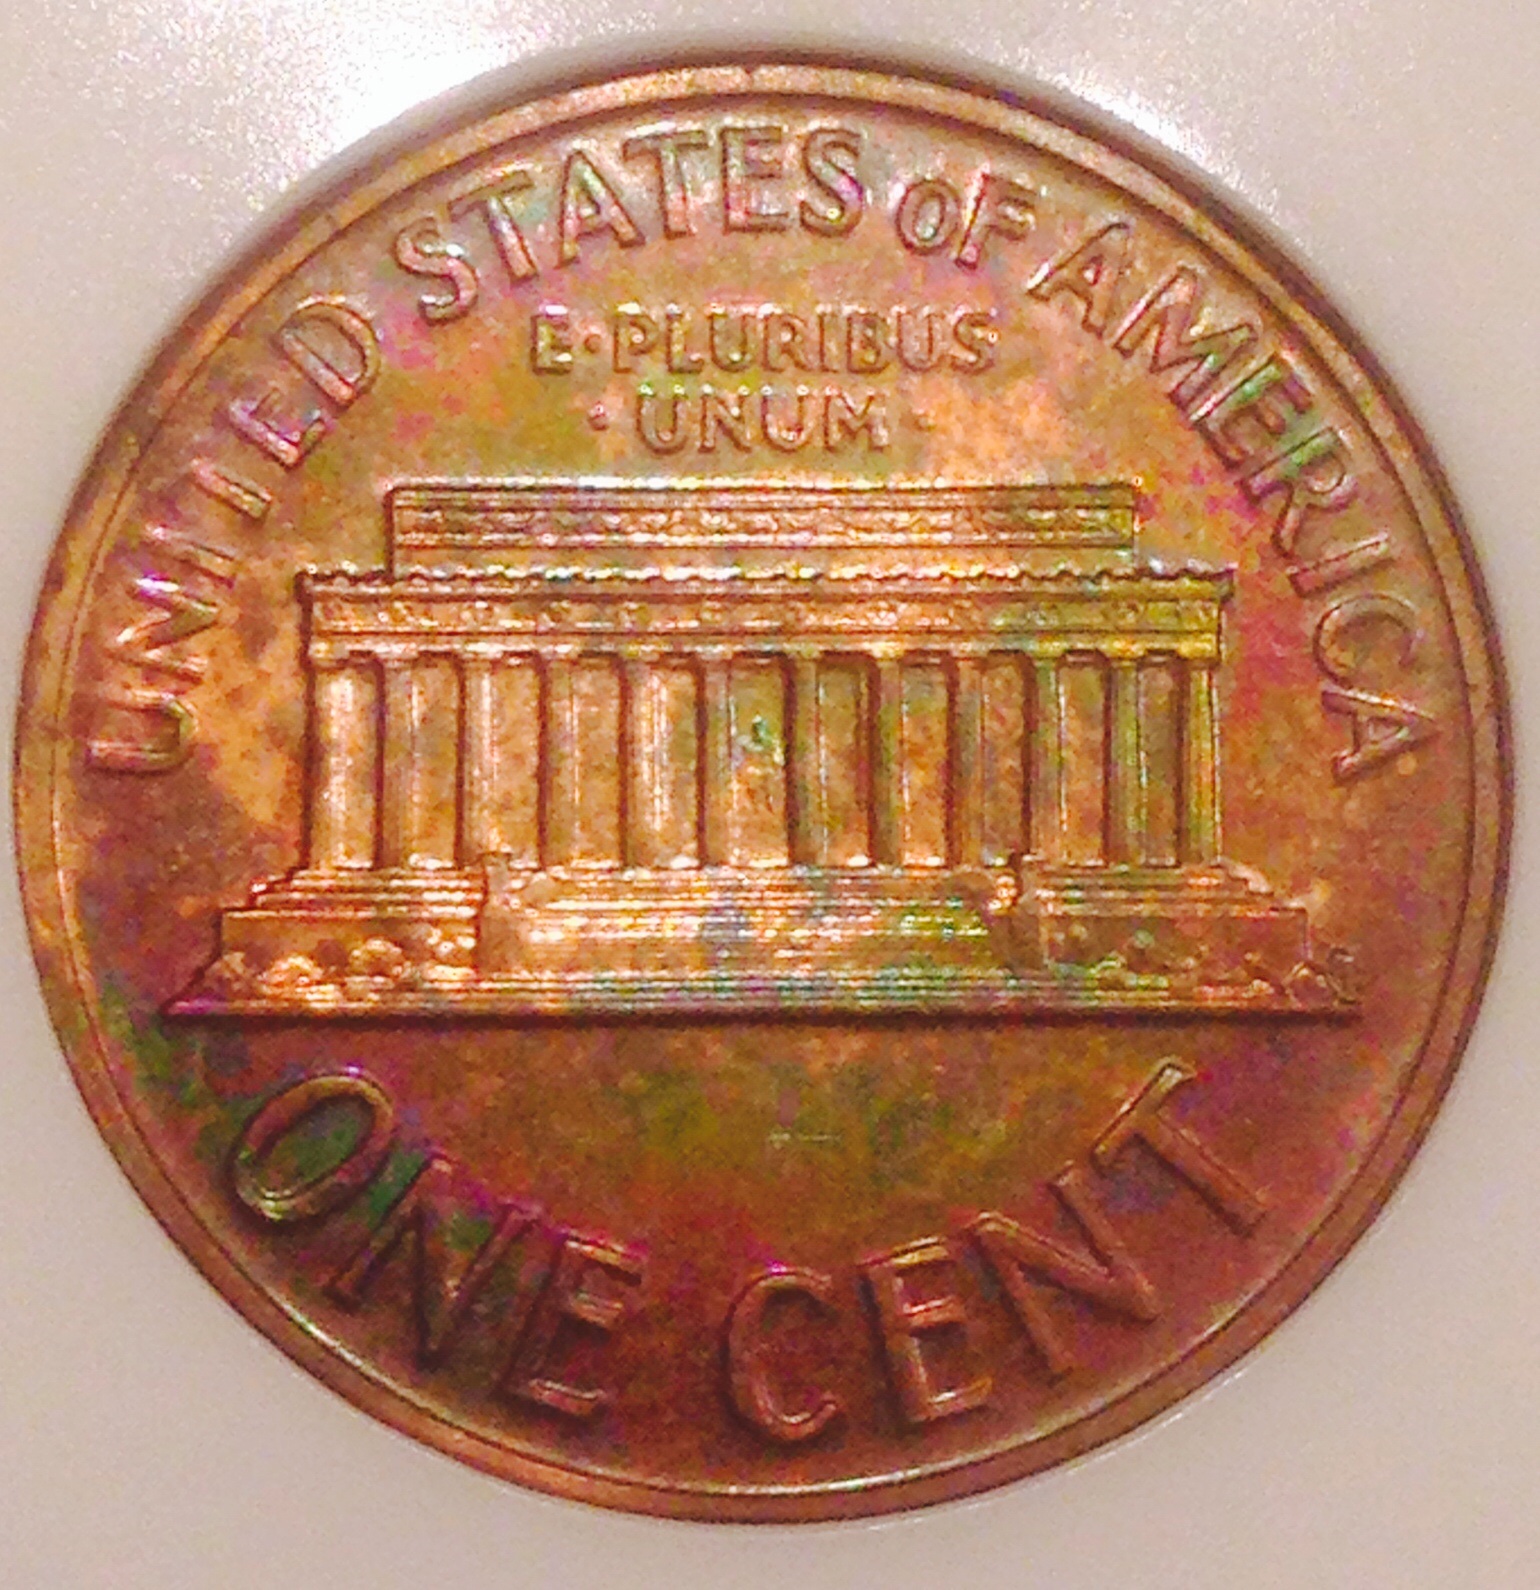 UNITED STATES OF AMERICA
E·PLURIBUS
·UNUM·
ONE CENT